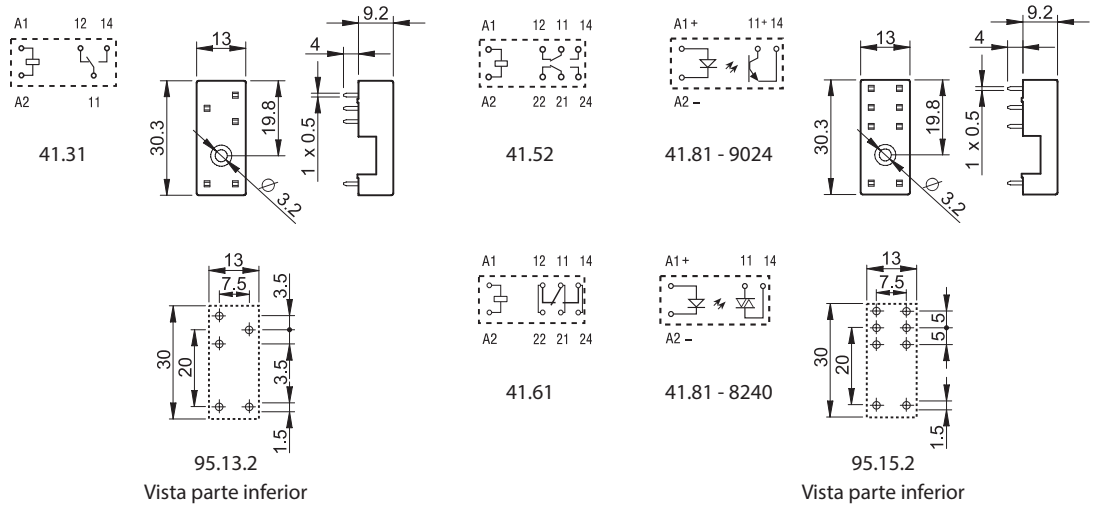 A1 12 14
A2 11
41.31
13
30.3
19.8
∅ 3.2
9.2
4
1 x 0.5
A1 12 11 14
A2 22 21 24
41.52
A1+ 11+ 14
A2 –
41.81 - 9024
13
30.3
19.8
∅ 3.2
9.2
4
1 x 0.5
13
7.5
3.5
30
20
3.5
1.5
95.13.2
Vista parte inferior
A1 12 11 14
A2 22 21 24
41.61
A1+ 11 14
A2 –
41.81 - 8240
13
7.5
5
5
30
20
1.5
95.15.2
Vista parte inferior